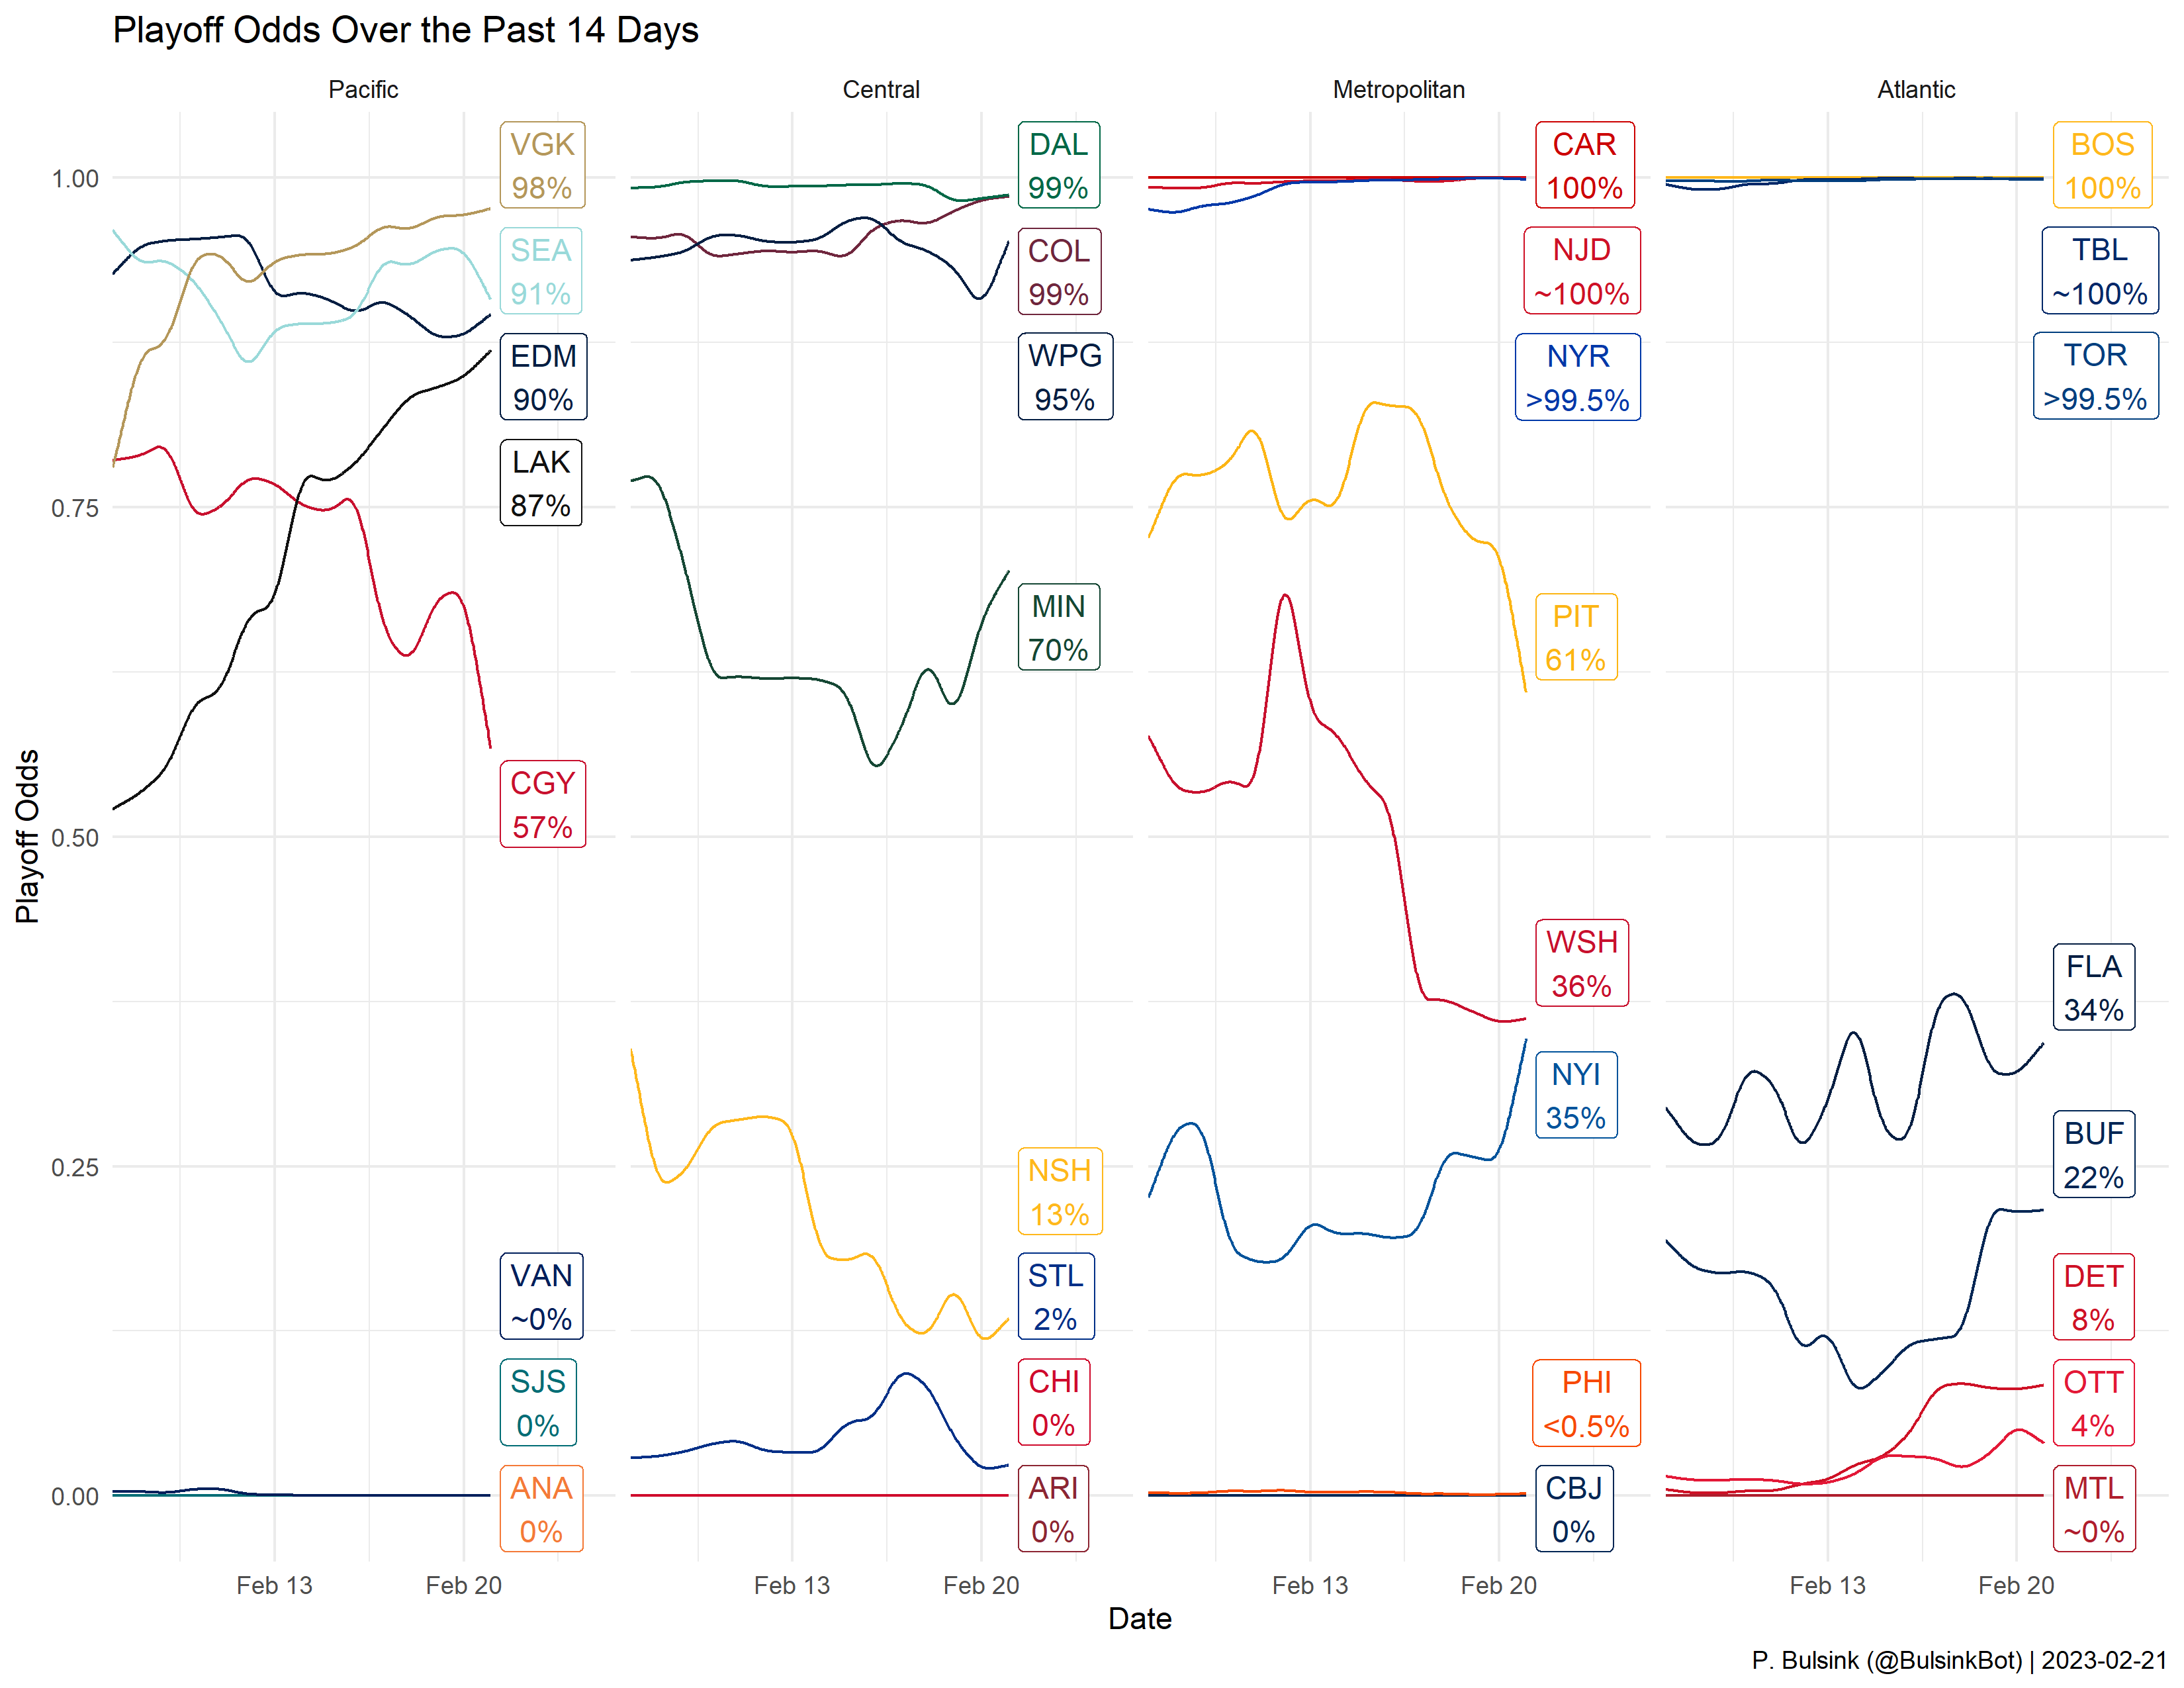 Playoff Odds Over the Past 14 Days
Pacific
Central
Metropolitan
Atlantic
Playoff Odds
1.00
0.75
0.50
0.25
0.00
VGK
98%
SEA
91%
EDM
90%
LAK
87%
CGY
57%
VAN
~0%
SJS
0%
ANA
0%
DAL
99%
COL
99%
WPG
95%
MIN
70%
NSH
13%
STL
2%
CHI
0%
ARI
0%
CAR
100%
NJD
~100%
NYR
>99.5%
PIT
61%
WSH
36%
NYI
35%
PHI
<0.5%
CBJ
0%
BOS
100%
TBL
~100%
TOR
>99.5%
FLA
34%
BUF
22%
DET
8%
OTT
4%
MTL
~0%
Feb 13
Feb 20
Feb 13
Feb 20
Feb 13
Feb 20
Feb 13
Feb 20
Date
P. Bulsink (@BulsinkBot) | 2023-02-21